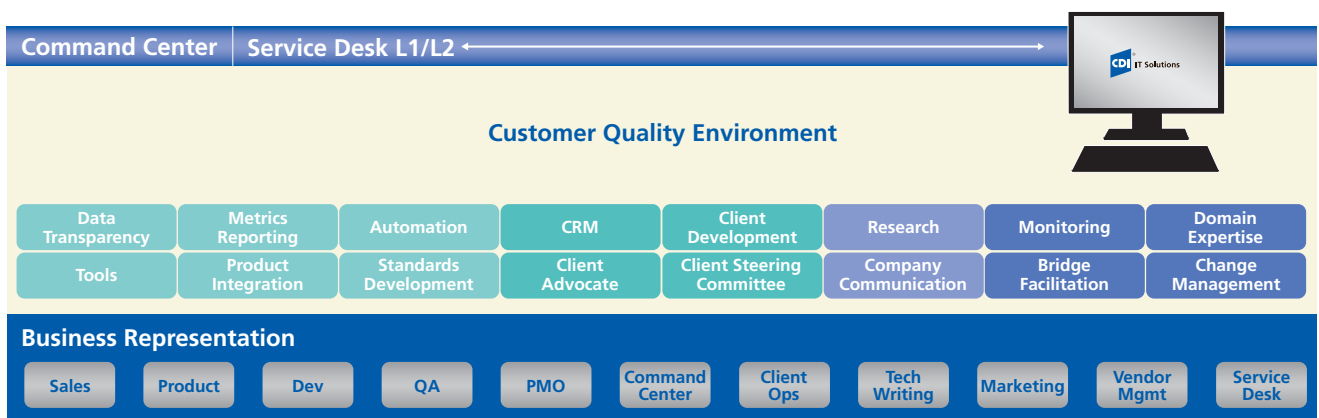 Command Center
Service Desk L1/L2
CDI IT Solutions
Customer Quality Environment
Data
Transparency
Metrics
Reporting
Automation
CRM
Client
Development
Research
Monitoring
Domain
Expertise
Tools
Product
Integration
Standards
Development
Client
Advocate
Client Steering
Committee
Company
Communication
Bridge
Facilitation
Change
Management
Business Representation
Sales
Product
Dev
QA
PMO
Command
Center
Client
Ops
Tech
Writing
Marketing
Vendor
Mgmt
Service
Desk